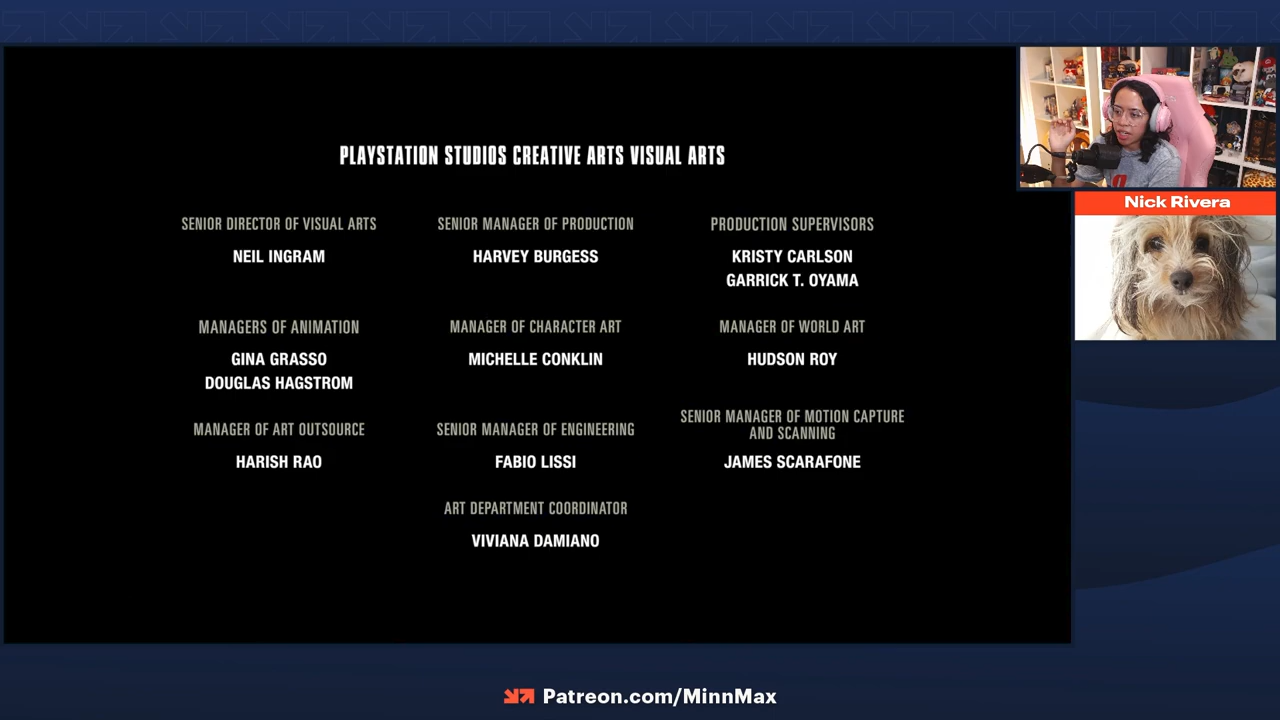 PLAYSTATION STUDIOS CREATIVE ARTS VISUAL ARTS
SENIOR DIRECTOR OF VISUAL ARTS
NEIL INGRAM
SENIOR MANAGER OF PRODUCTION
HARVEY BURGESS
PRODUCTION SUPERVISORS
KRISTY CARLSON
GARRICK T. OYAMA
MANAGERS OF ANIMATION
GINA GRASSO
DOUGLAS HAGSTROM
MANAGER OF CHARACTER ART
MICHELLE CONKLIN
MANAGER OF WORLD ART
HUDSON ROY
MANAGER OF ART OUTSOURCE
HARISH RAO
SENIOR MANAGER OF ENGINEERING
FABIO LISSI
SENIOR MANAGER OF MOTION CAPTURE
AND SCANNING
JAMES SCARAFONE
ART DEPARTMENT COORDINATOR
VIVIANA DAMIANO
Nick Rivera
Patreon.com/MinnMax